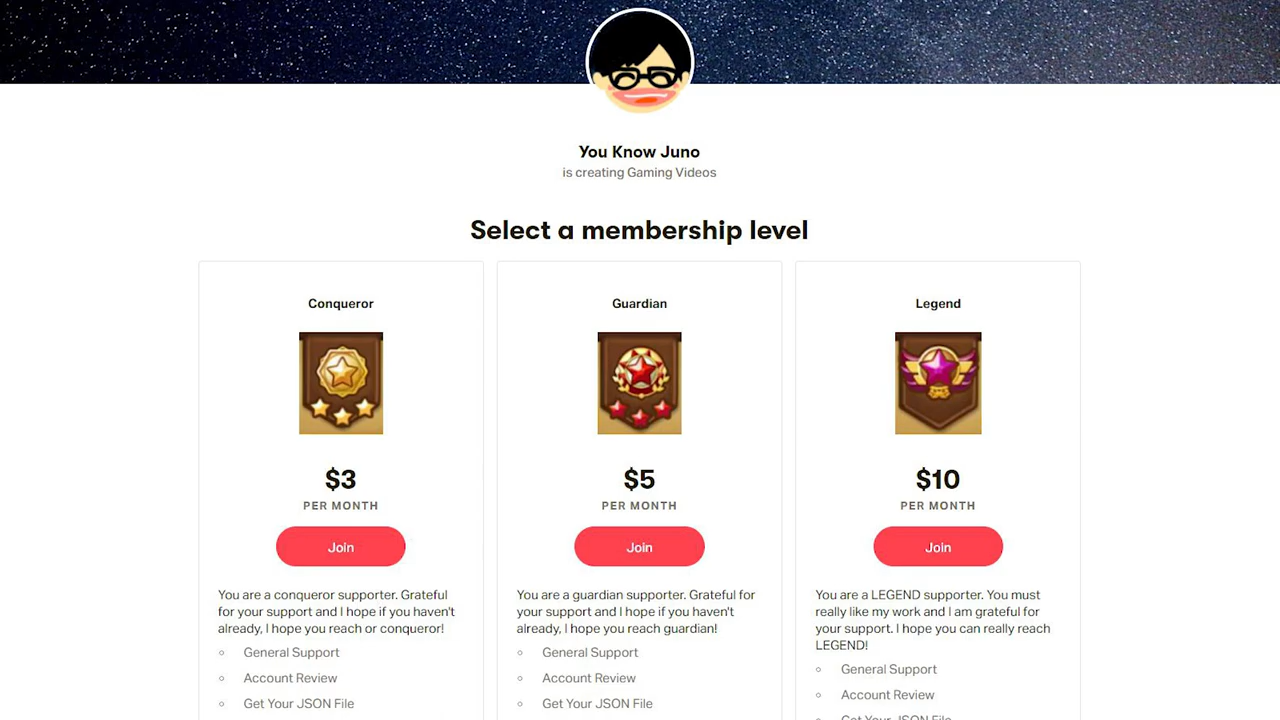 You Know Juno
is creating Gaming Videos
Select a membership level
Conqueror
$3
PER MONTH
Join
You are a conqueror supporter. Grateful
for your support and I hope if you haven't
already, I hope you reach or conqueror!
General Support
Account Review
Get Your JSON File
Guardian
$5
PER MONTH
Join
You are a guardian supporter. Grateful for
your support and I hope if you haven't
already, I hope you reach guardian!
General Support
Account Review
Get Your JSON File
Legend
$10
PER MONTH
Join
You are a LEGEND supporter. You must
really like my work and I am grateful for
your support. I hope you can really reach
LEGEND!
General Support
Account Review
Get Your JSON File